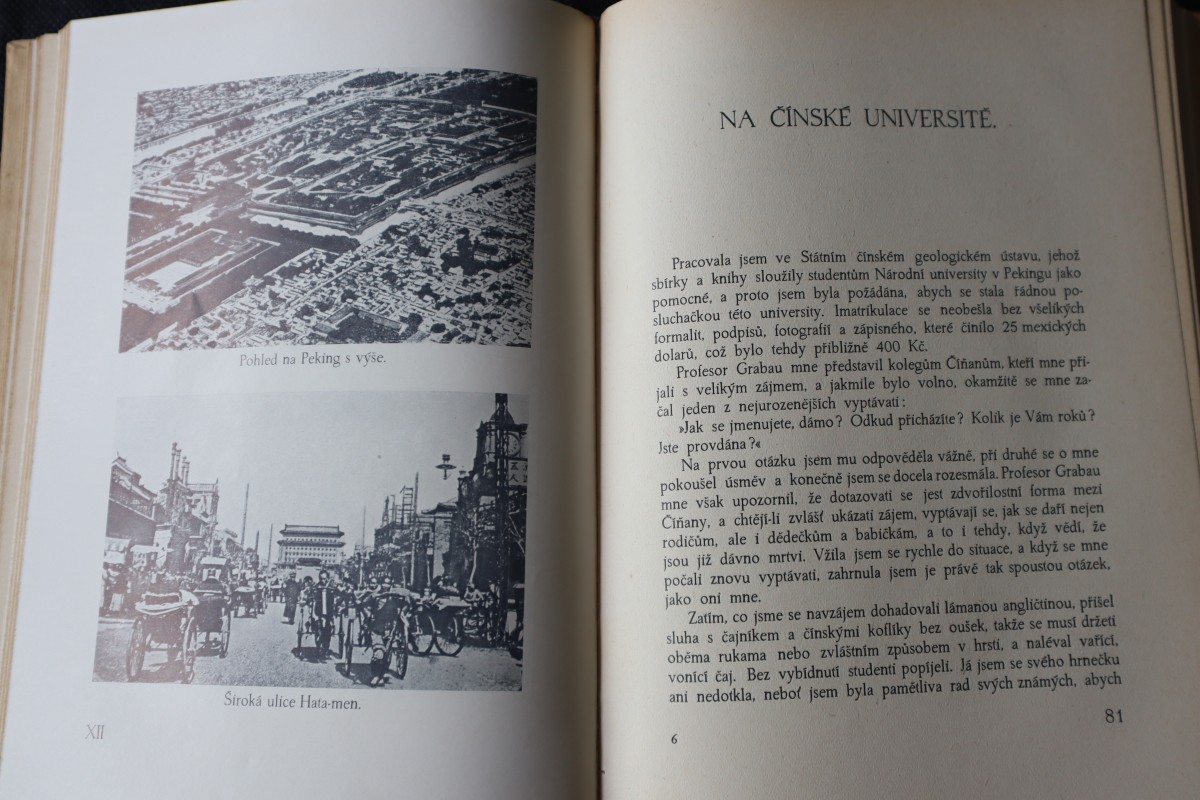 Pohled na Peking s výše.
Široká ulice Hata-men.
XII
NA ČÍNSKÉ UNIVERSITĚ.
Pracovala jsem ve Státním čínském geologickém ústavu, jehož
sbírky a knihy sloužily studentům Národní university v Pekingu jako
pomocné, a proto jsem byla požádána, abych se stala řádnou po-
sluchačkou této university. Imatrikulace se neobešla bez všelikých
formalit, podpisů, fotografií a zápisného, které činilo 25 mexických
dolarů, což bylo tehdy přibližně 400 Kč.
Profesor Grabau mne představil kolegům Číňanům, kteří mne při-
jali s velikým zájmem, a jakmile bylo volno, okamžitě se mne za-
čal jeden z nejurozenějších vyptávati:
»Jak se jmenujete, dámo? Odkud přicházíte? Kolik je Vám roků?
Jste provdána?«
Na prvou otázku jsem mu odpověděla vážně, při druhé se o mne
pokoušel úsměv a konečně jsem se docela rozesmála. Profesor Grabau
mne však upozornil, že dotazovati se jest zdvořilostní forma mezi
Číňany, a chtějí-li zvlášť ukázati zájem, vyptávají se, jak se daří nejen
rodičům, ale i dědečkům a babičkám, a to i tehdy, když vědí, že
jsou již dávno mrtvi. Vžila jsem se rychle do situace, a když se mne
počali znovu vyptávati, zahrnula jsem je právě tak spoustou otázek,
jako oni mne.
Zatím, co jsme se navzájem dohadovali lámanou angličtinou, přišel
sluha s čajníkem a čínskými koflíky bez oušek, takže se musí držeti
oběma rukama nebo zvláštním způsobem v hrsti, a naléval vařící,
vonící čaj. Bez vybídnutí studenti popíjeli. Já jsem se svého hrnečku
ani nedotkla, neboť jsem byla pamětliva rad svých známých, abych
6
81